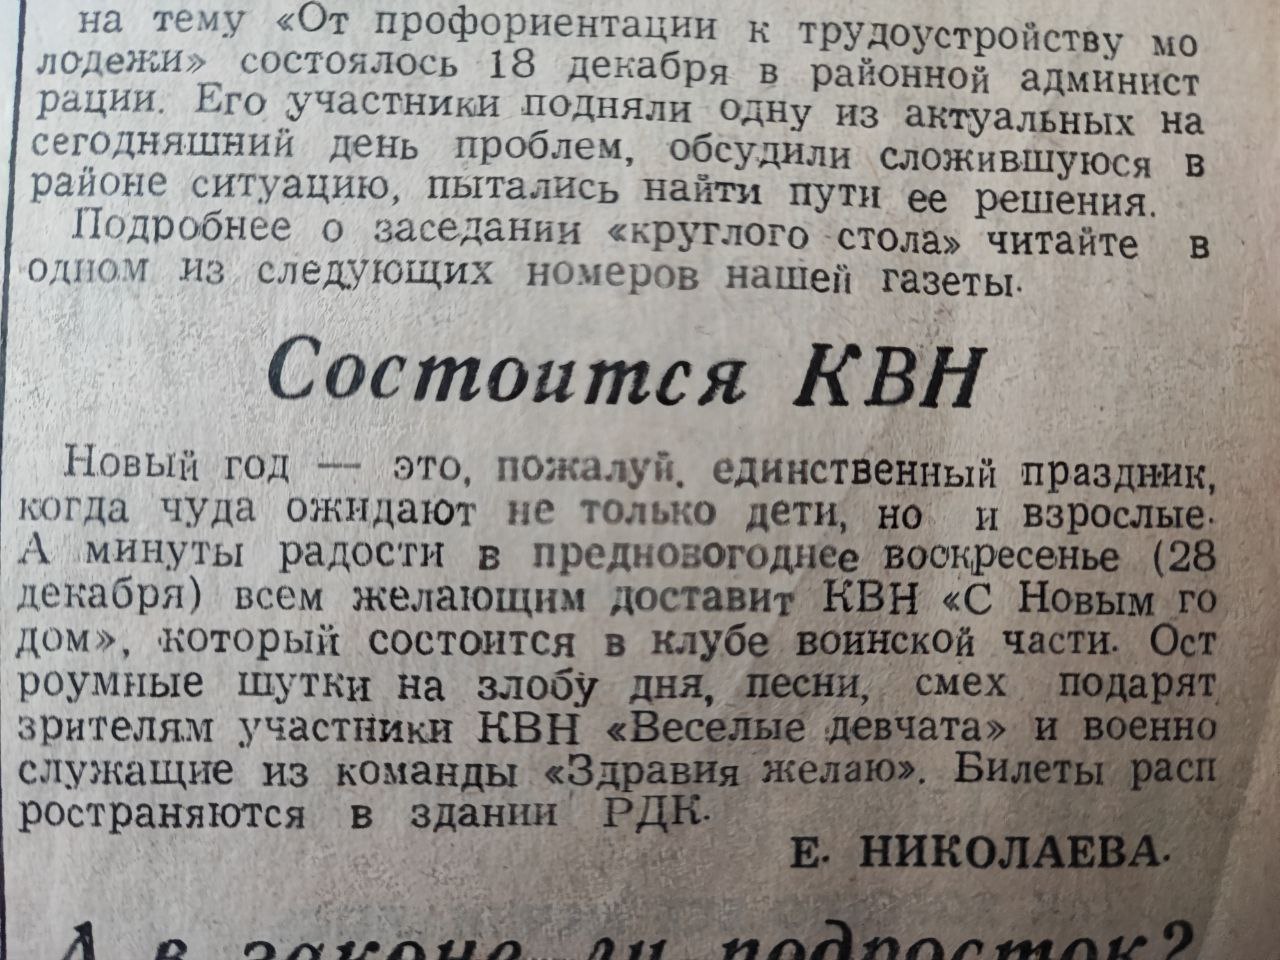 на тему «От профориентации к трудоустройству мо
лодежи» состоялось 18 декабря в районной админист
рации. Его участники подняли одну из актуальных на
сегодняшний день проблем, обсудили сложившуюся в
районе ситуацию, пытались найти пути ее решения.
Подробнее о заседании «круглого стола» читайте в
одном из следующих номеров нашей газеты.
Состоится КВН
Новый год — это, пожалуй, единственный праздник,
когда чуда ожидают не только дети, но и взрослые.
А минуты радости в предновогоднее воскресенье (28
декабря) всем желающим доставит КВН «С Новым го
дом», который состоится в клубе воинской части. Ост
роумные шутки на злобу дня, песни, смех подарят
зрителям участники КВН «Веселые девчата» и военно
служащие из команды «Здравия желаю». Билеты расп
ространяются в здании РДК.
Е. НИКОЛАЕВА.
А в законе ли подросток?